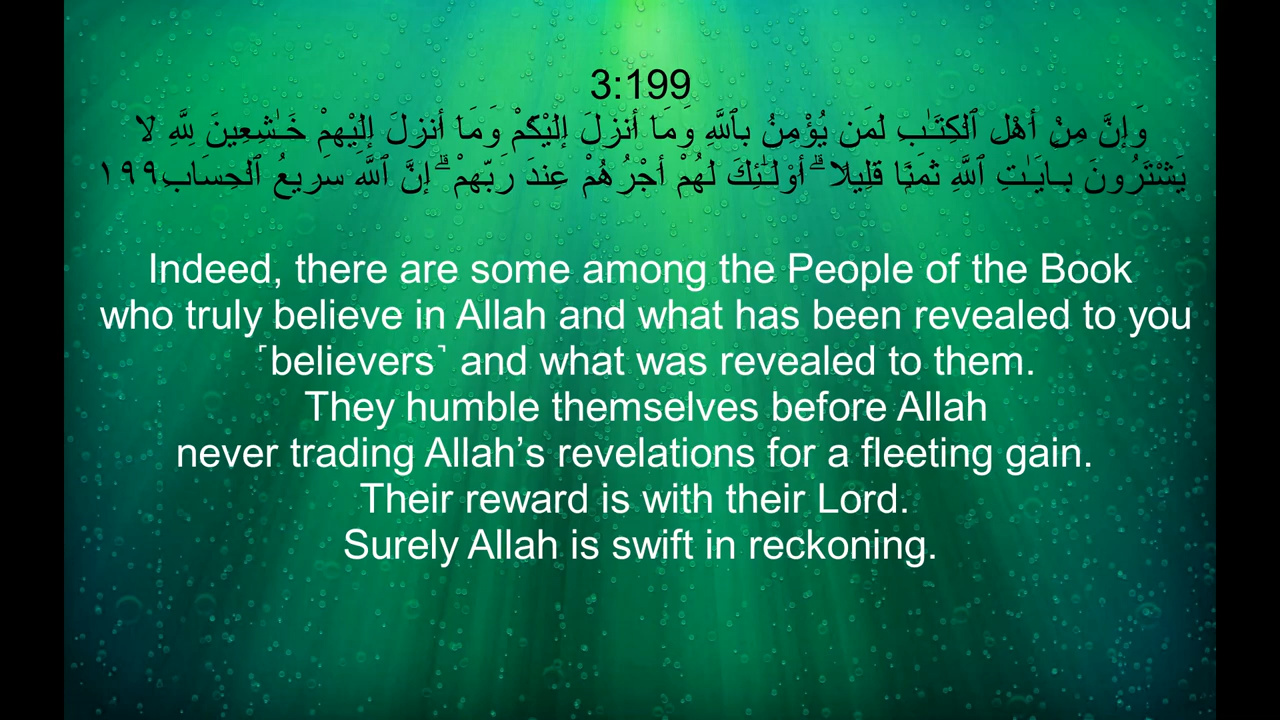 3:199
وَإِنَّ مِنْ أَهْلِ ٱلْكِتَـٰبِ لَمَن يُؤْمِنُ بِٱللَّهِ وَمَآ أُنزِلَ إِلَيْكُمْ وَمَآ أُنزِلَ إِلَيْهِمْ خَـٰشِعِينَ لِلَّهِ لَا
يَشْتَرُونَ بِـَٔايَـٰتِ ٱللَّهِ ثَمَنًا قَلِيلًا ۗ أُو۟لَـٰٓئِكَ لَهُمْ أَجْرُهُمْ عِندَ رَبِّهِمْ ۗ إِنَّ ٱللَّهَ سَرِيعُ ٱلْحِسَابِ ١٩٩
Indeed, there are some among the People of the Book
who truly believe in Allah and what has been revealed to you
˹believers˺ and what was revealed to them.
They humble themselves before Allah
never trading Allah’s revelations for a fleeting gain.
Their reward is with their Lord.
Surely Allah is swift in reckoning.